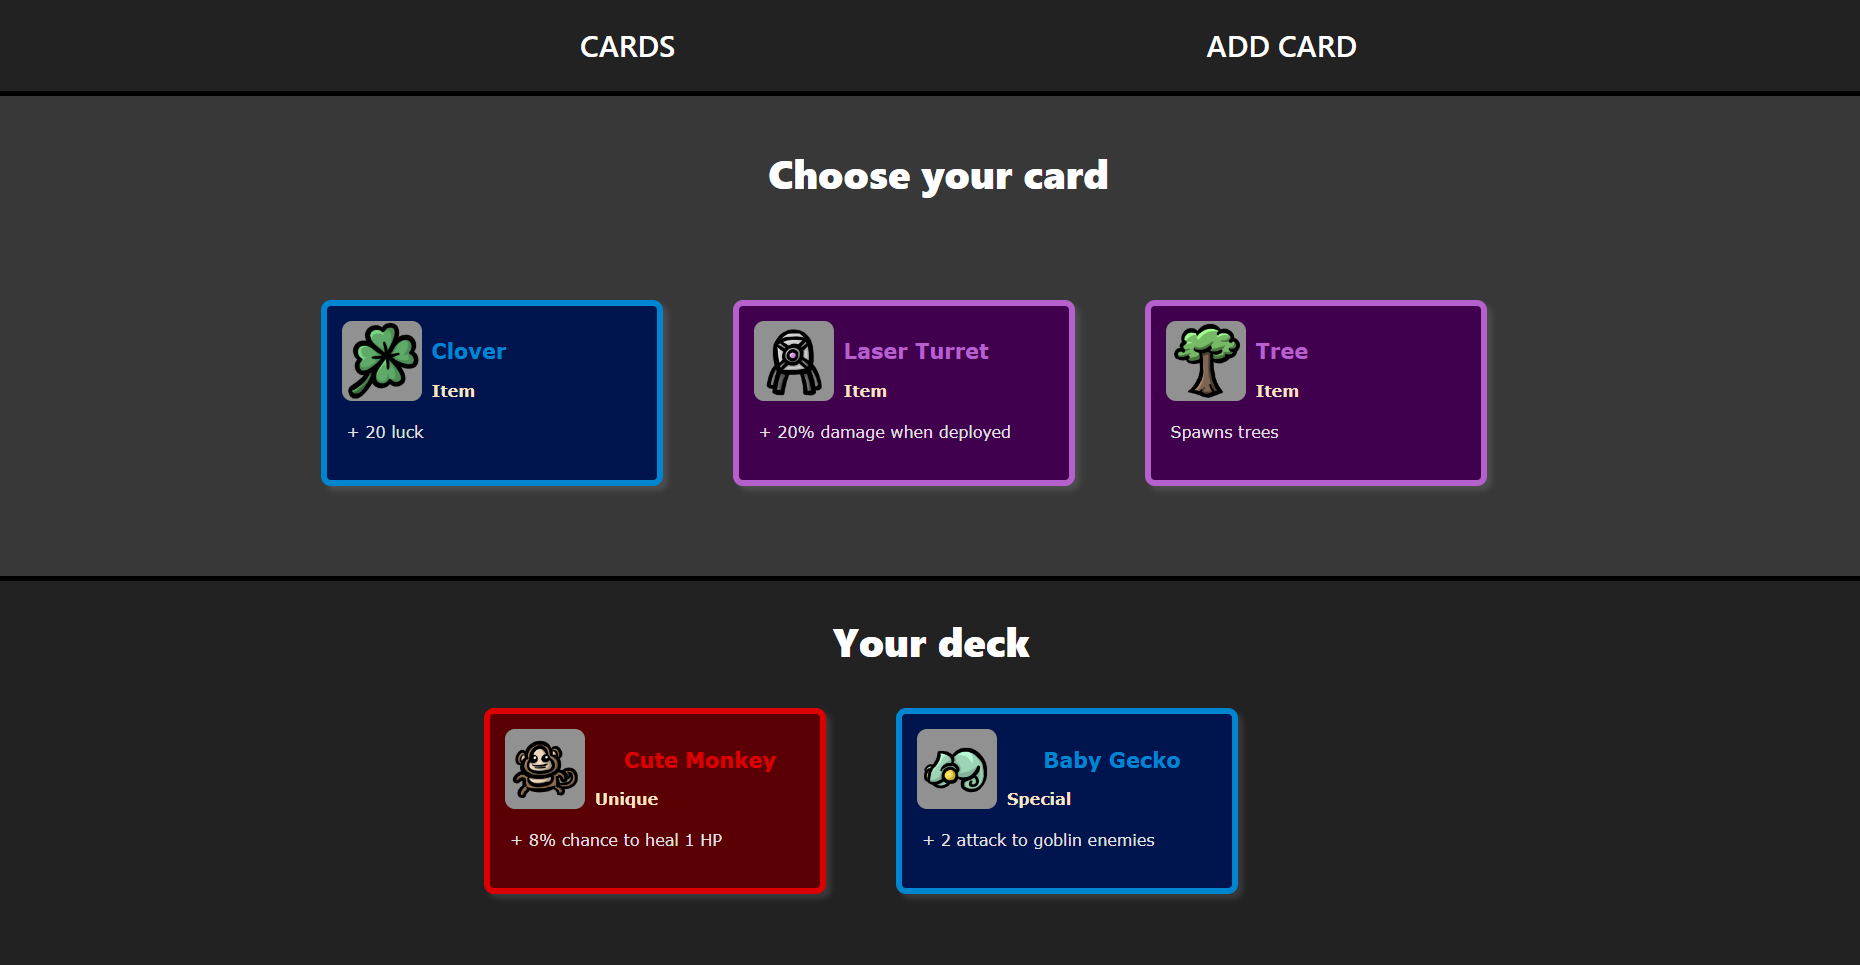 CARDS
ADD CARD
Choose your card
Clover
Item
+ 20 luck
Laser Turret
Item
+ 20% damage when deployed
Tree
Item
Spawns trees
Your deck
Cute Monkey
Unique
+ 8% chance to heal 1 HP
Baby Gecko
Special
+ 2 attack to goblin enemies